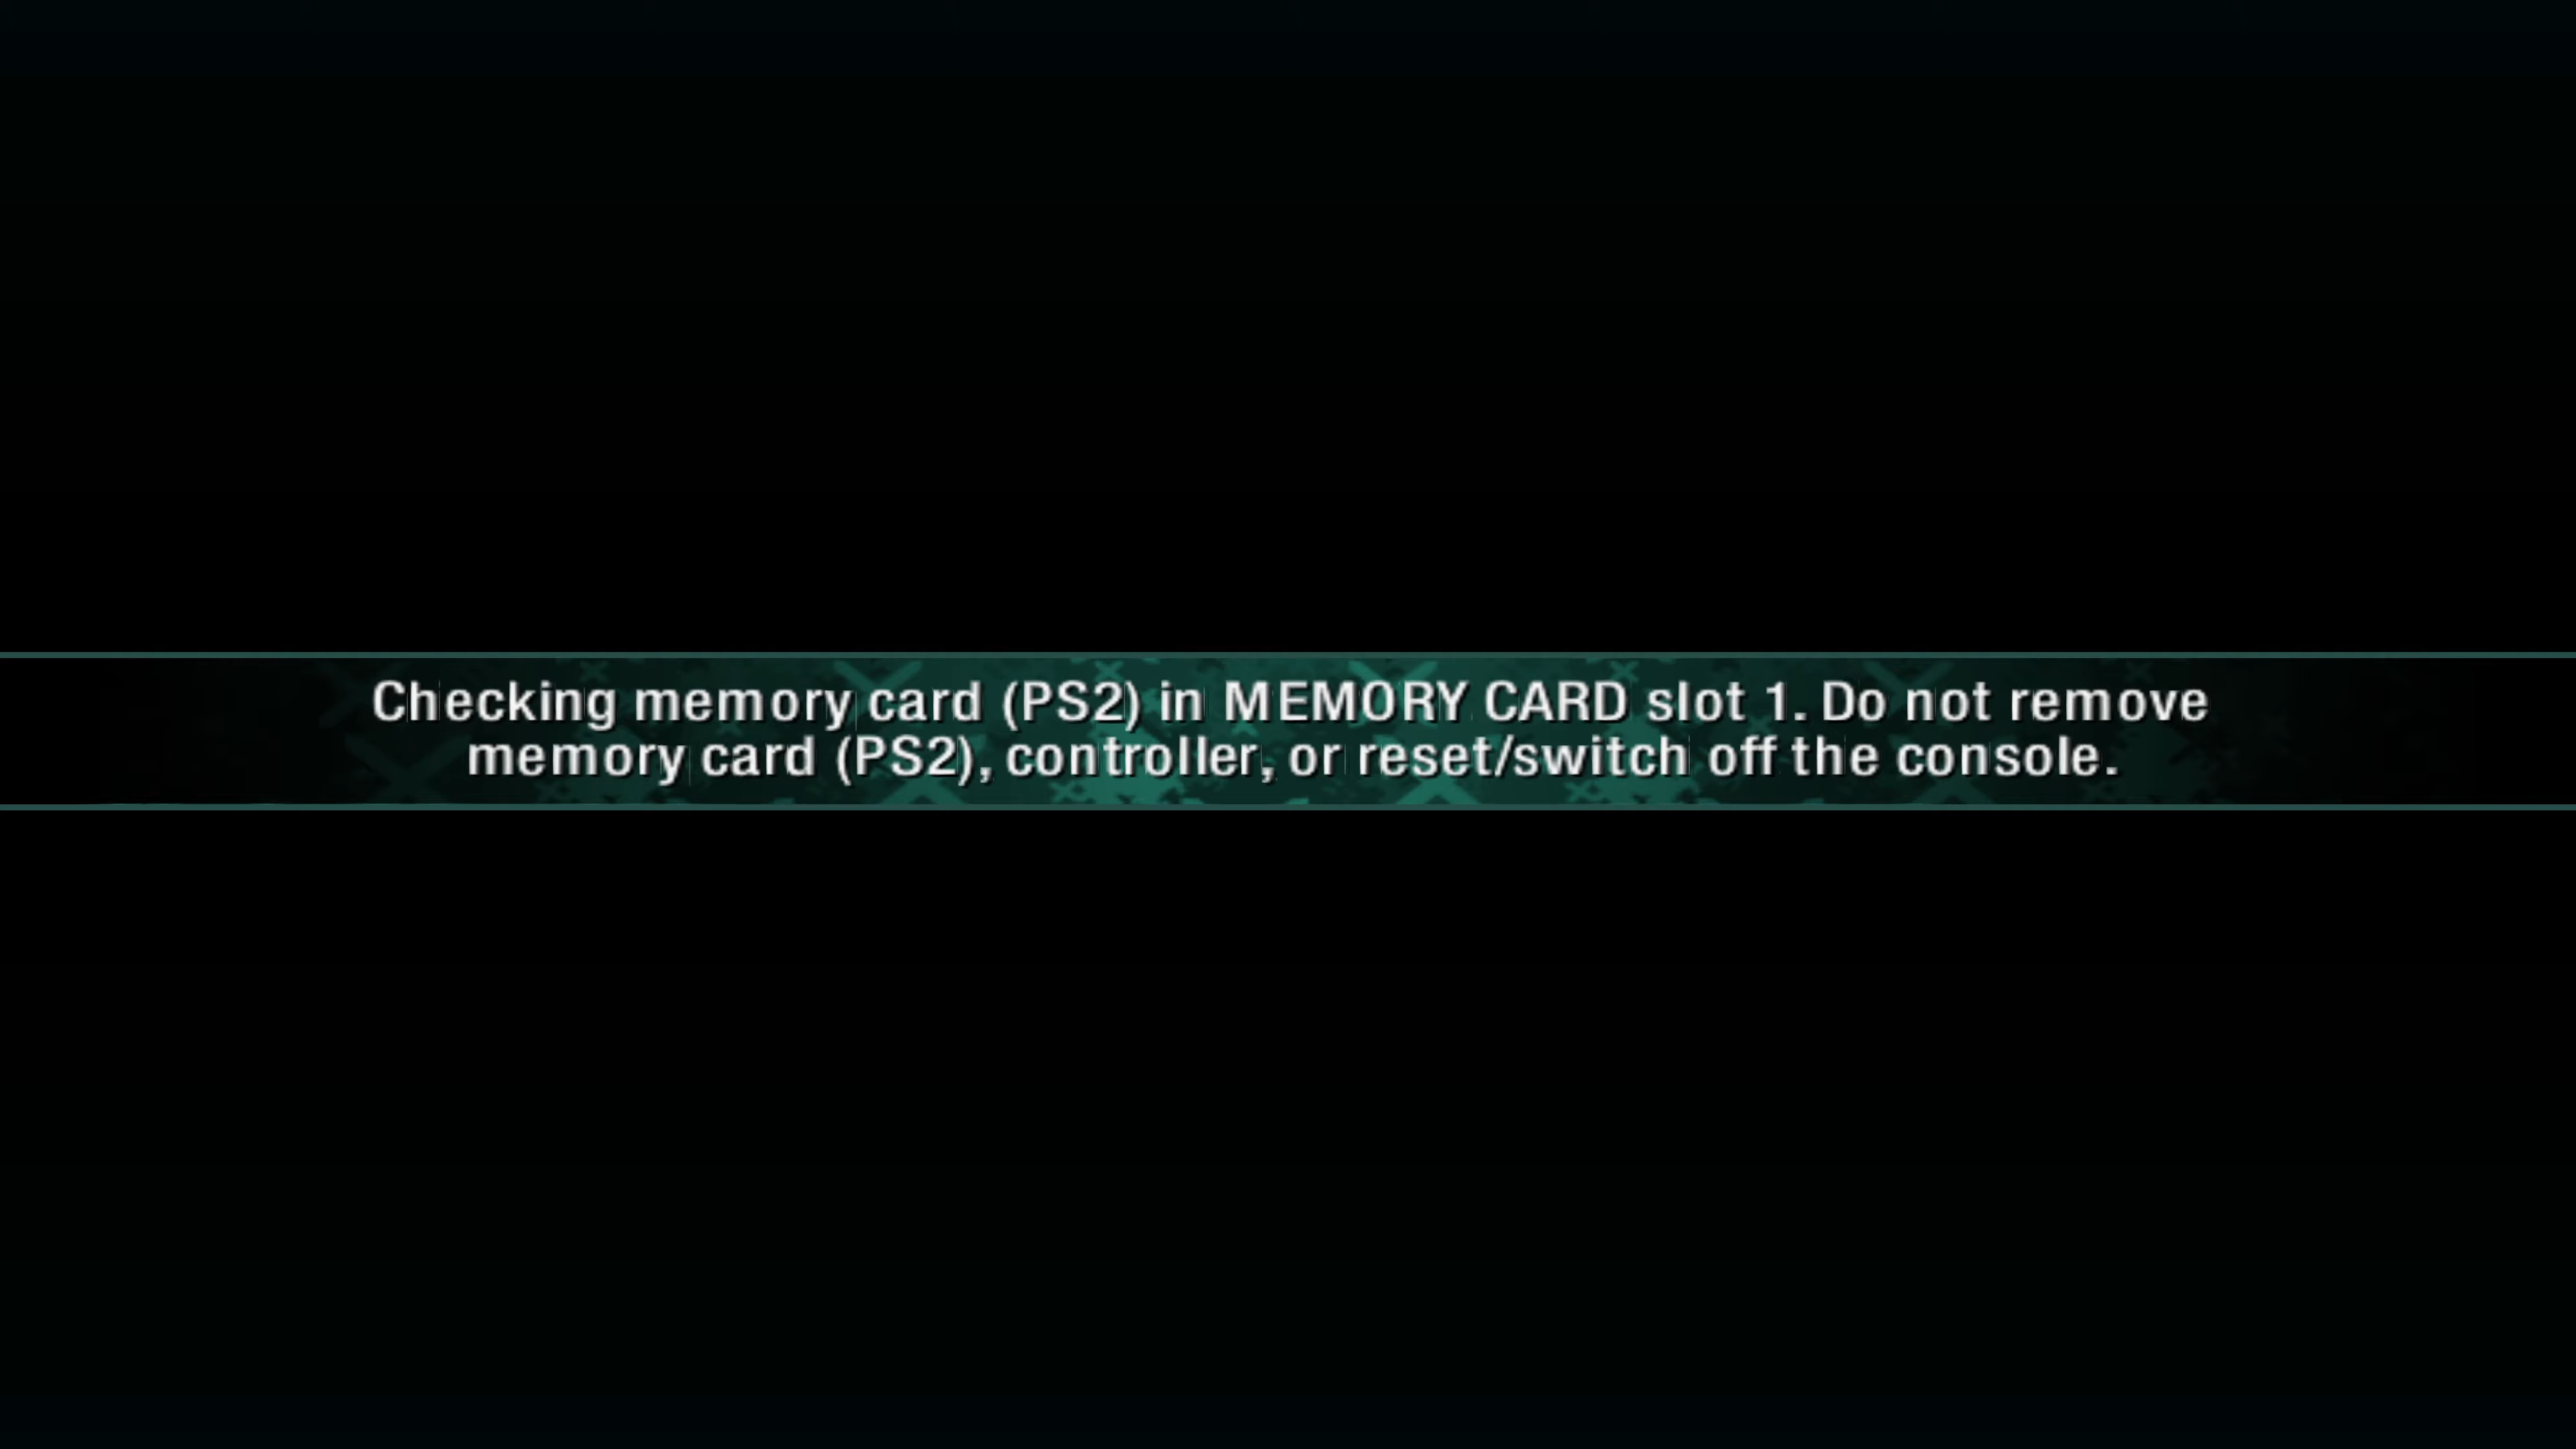 Checking memory card (PS2) in MEMORY CARD slot 1. Do not remove
memory card (PS2), controller, or reset/switch off the console.